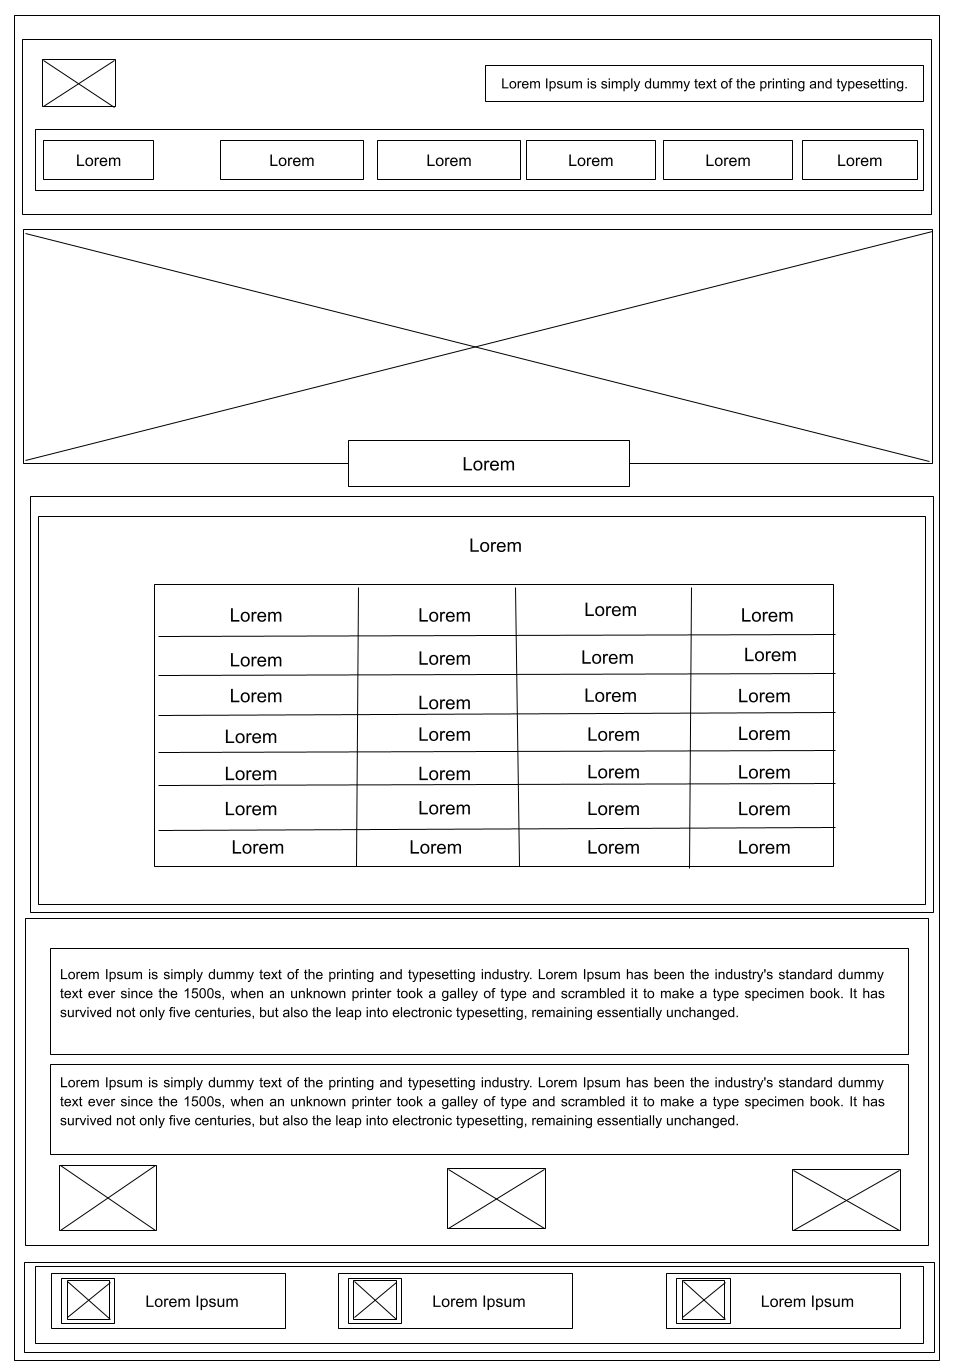 Lorem Ipsum is simply dummy text of the printing and typesetting.
Lorem Lorem Lorem Lorem Lorem Lorem
Lorem
Lorem
Lorem Lorem Lorem Lorem
Lorem Lorem Lorem Lorem
Lorem Lorem Lorem Lorem
Lorem Lorem Lorem Lorem
Lorem Lorem Lorem Lorem
Lorem Lorem Lorem Lorem
Lorem Lorem Lorem Lorem
Lorem Ipsum is simply dummy text of the printing and typesetting industry. Lorem Ipsum has been the industry's standard dummy
text ever since the 1500s, when an unknown printer took a galley of type and scrambled it to make a type specimen book. It has
survived not only five centuries, but also the leap into electronic typesetting, remaining essentially unchanged.
Lorem Ipsum is simply dummy text of the printing and typesetting industry. Lorem Ipsum has been the industry's standard dummy
text ever since the 1500s, when an unknown printer took a galley of type and scrambled it to make a type specimen book. It has
survived not only five centuries, but also the leap into electronic typesetting, remaining essentially unchanged.
Lorem Ipsum Lorem Ipsum Lorem Ipsum